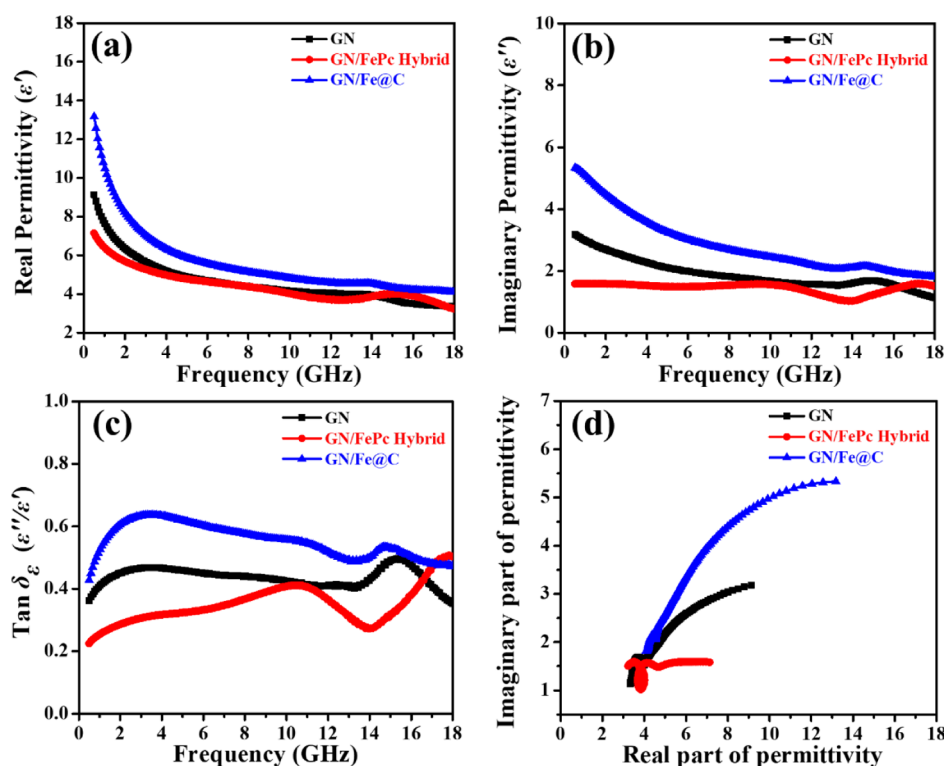 (a)
GN
GN/FePc Hybrid
GN/Fe@C
Real Permittivity (ε′)
18
16
14
12
10
8
6
4
2
0 2 4 6 8 10 12 14 16 18
Frequency (GHz)
(b)
GN
GN/FePc Hybrid
GN/Fe@C
Imaginary Permittivity (ε′′)
10
8
6
4
2
0
0 2 4 6 8 10 12 14 16 18
Frequency (GHz)
(c)
GN
GN/FePc Hybrid
GN/Fe@C
Tan δε (ε′′/ε′)
1.0
0.8
0.6
0.4
0.2
0.0
0 2 4 6 8 10 12 14 16 18
Frequency (GHz)
(d)
GN
GN/FePc Hybrid
GN/Fe@C
Imaginary part of permittivity
7
6
5
4
3
2
1
0 2 4 6 8 10 12 14 16 18
Real part of permittivity